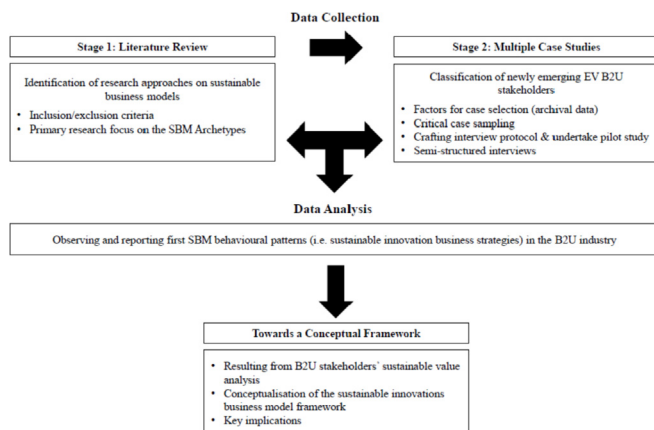 Data Collection
Stage 1: Literature Review
Identification of research approaches on sustainable
business models
• Inclusion/exclusion criteria
• Primary research focus on the SBM Archetypes
Stage 2: Multiple Case Studies
Classification of newly emerging EV B2U
stakeholders
• Factors for case selection (archival data)
• Critical case sampling
• Crafting interview protocol & undertake pilot study
• Semi-structured interviews
Data Analysis
Observing and reporting first SBM behavioural patterns (i.e. sustainable innovation business strategies) in the B2U industry
Towards a Conceptual Framework
• Resulting from B2U stakeholders' sustainable value
analysis
• Conceptualisation of the sustainable innovations
business model framework
• Key implications